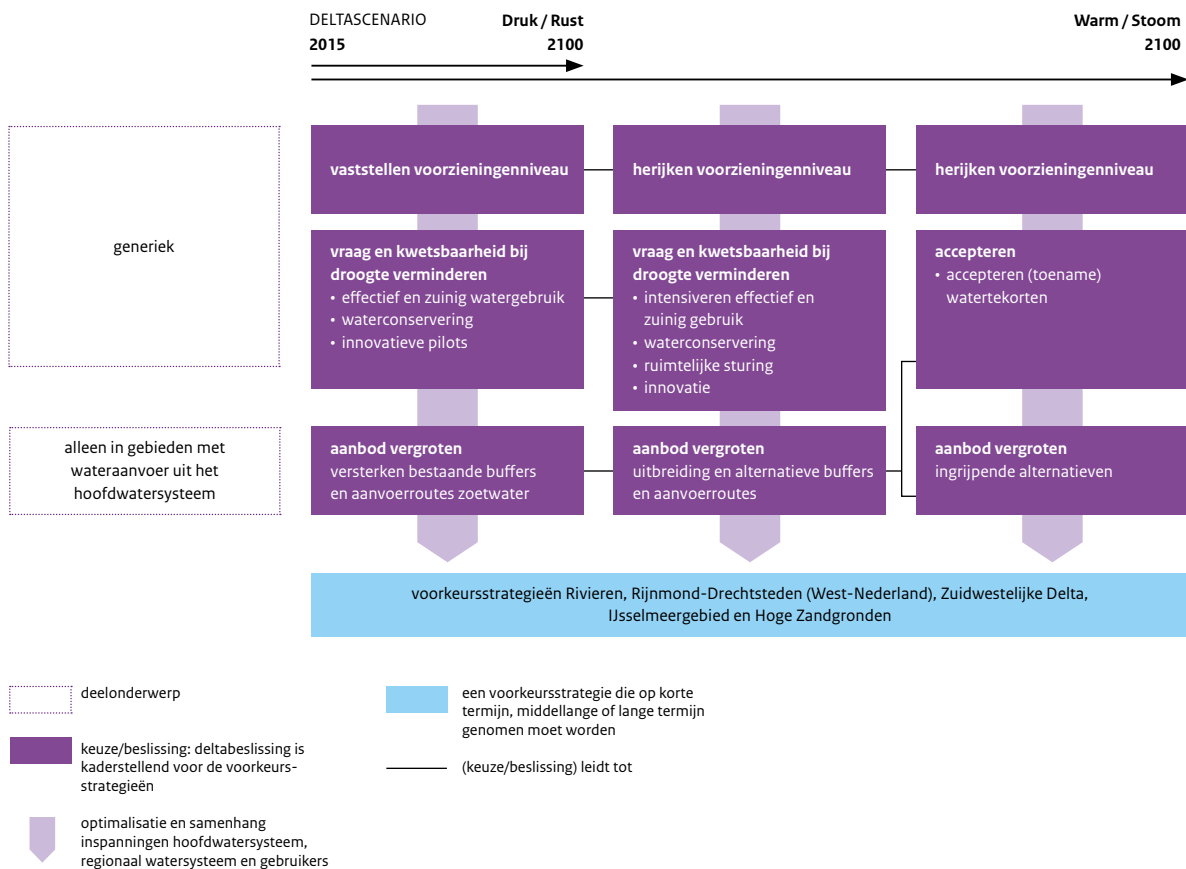 DELTASCENARIO
Druk / Rust
Warm / Stoom
2015
2100
2100
generiek
vaststellen voorzieningenniveau
herijken voorzieningenniveau
herijken voorzieningenniveau
vraag en kwetsbaarheid bij
droogte verminderen
• effectief en zuinig watergebruik
• waterconservering
• innovatieve pilots
vraag en kwetsbaarheid bij
droogte verminderen
• intensiveren effectief en
zuinig gebruik
• waterconservering
• ruimtelijke sturing
• innovatie
accepteren
• accepteren (toename)
watertekorten
alleen in gebieden met
wateraanvoer uit het
hoofdwatersysteem
aanbod vergroten
versterken bestaande buffers
en aanvoerroutes zoetwater
aanbod vergroten
uitbreiding en alternatieve buffers
en aanvoerroutes
aanbod vergroten
ingrijpende alternatieven
voorkeursstrategieën Rivieren, Rijnmond-Drechtsteden (West-Nederland), Zuidwestelijke Delta,
IJsselmeergebied en Hoge Zandgronden
deelonderwerp
keuze/beslissing: deltabeslissing is
kaderstellend voor de voorkeurs-
strategieën
optimalisatie en samenhang
inspanningen hoofdwatersysteem,
regionaal watersysteem en gebruikers
een voorkeursstrategie die op korte
termijn, middellange of lange termijn
genomen moet worden
(keuze/beslissing) leidt tot